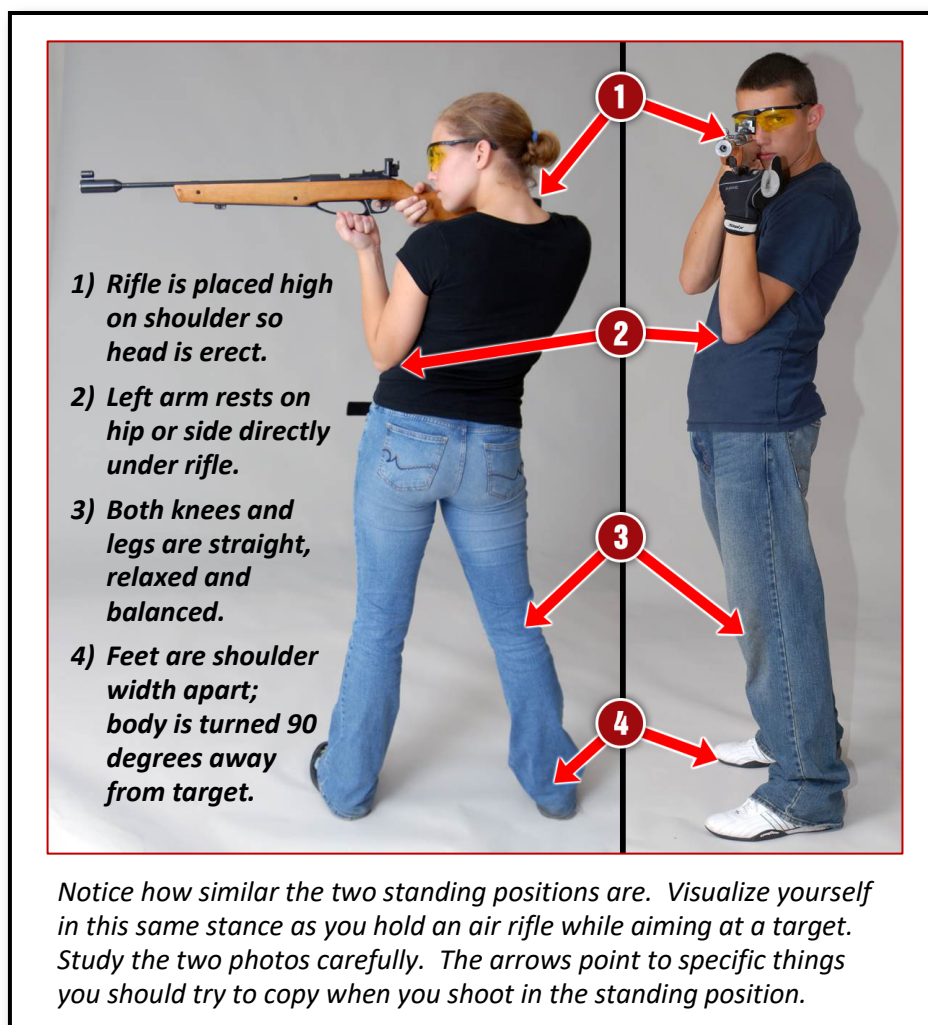 1
1) Rifle is placed high
on shoulder so
head is erect.
2
2) Left arm rests on
hip or side directly
under rifle.
3
3) Both knees and
legs are straight,
relaxed and
balanced.
4
4) Feet are shoulder
width apart;
body is turned 90
degrees away
from target.
Notice how similar the two standing positions are. Visualize yourself
in this same stance as you hold an air rifle while aiming at a target.
Study the two photos carefully. The arrows point to specific things
you should try to copy when you shoot in the standing position.